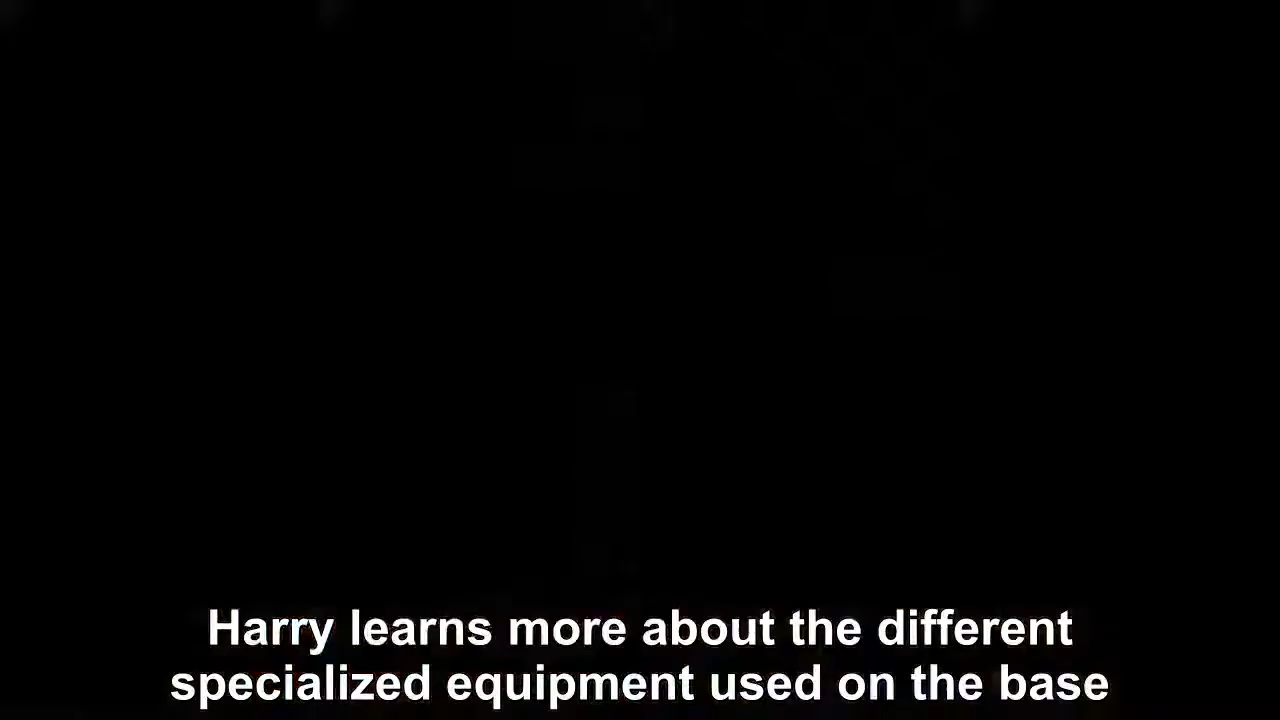 Harry learns more about the different
specialized equipment used on the base